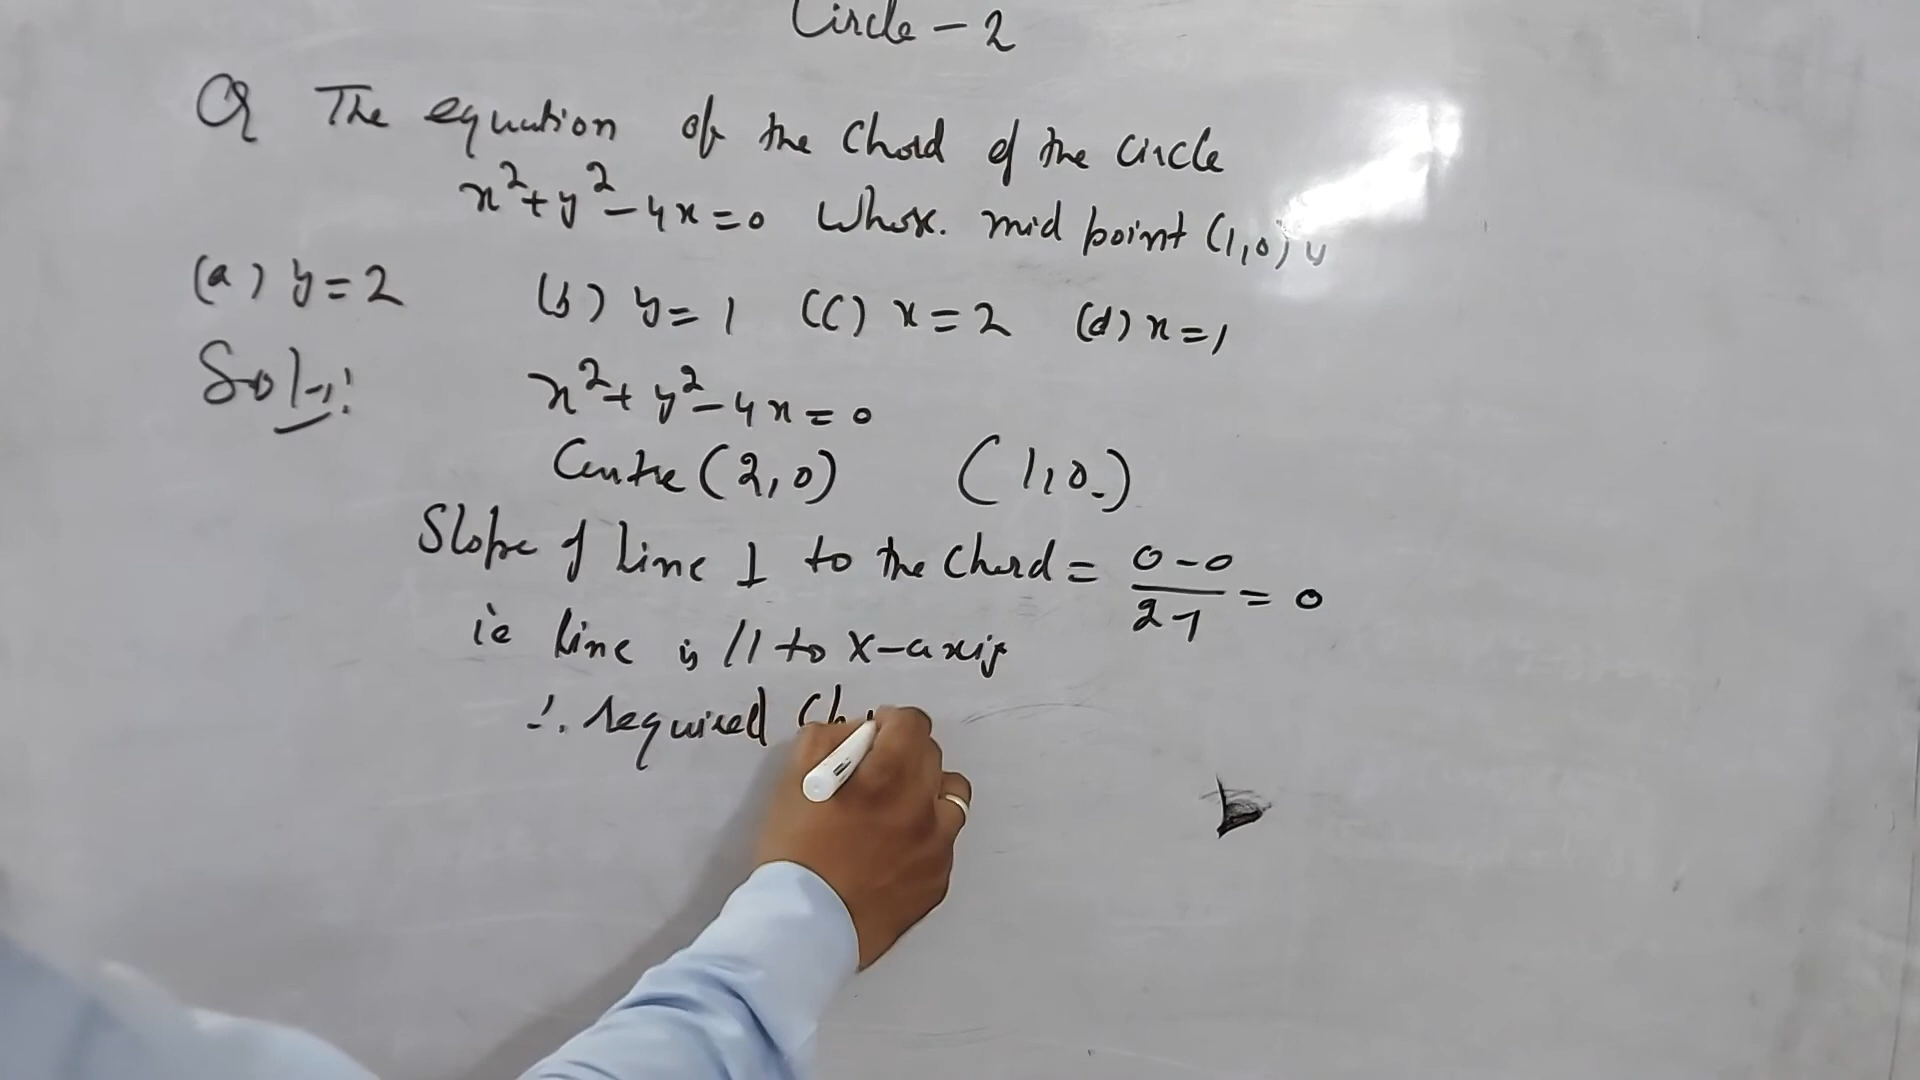 Circle - 2
Q The equation of the chord of the circle
x²+y²-4x=0 whose. mid point (1,0) is
(a) y=2 (b) y=1 (c) x=2 (d) x=1
Soln:
x²+y²-4x=0
Centre (2,0) (1,0.)
Slope of line ⊥ to the chord = 0-0/2-1 = 0
ie line is // to x-axis
∴ required Ch